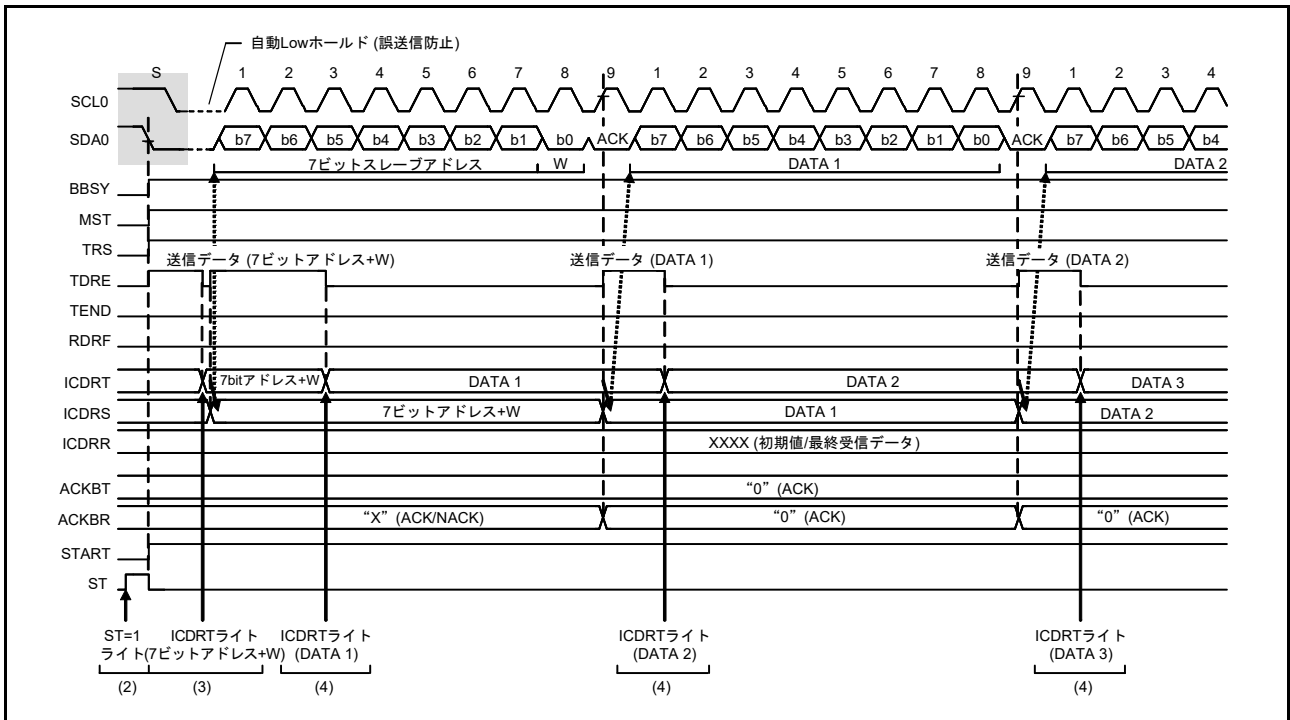 自動Lowホールド (誤送信防止)
S 1 2 3 4 5 6 7 8 9 1 2 3 4 5 6 7 8 9 1 2 3 4
SCL0
SDA0 b7 b6 b5 b4 b3 b2 b1 b0 ACK b7 b6 b5 b4 b3 b2 b1 b0 ACK b7 b6 b5 b4
7ビットスレーブアドレス W DATA 1 DATA 2
BBSY
MST
TRS
送信データ (7ビットアドレス+W) 送信データ (DATA 1) 送信データ (DATA 2)
TDRE
TEND
RDRF
ICDRT 7bitアドレス+W DATA 1 DATA 2 DATA 3
ICDRS 7ビットアドレス+W DATA 1 DATA 2
ICDRR XXXX (初期値/最終受信データ)
ACKBT “0” (ACK)
ACKBR “X” (ACK/NACK) “0” (ACK) “0” (ACK)
START
ST
ST=1 ICDRTライト ICDRTライト ICDRTライト ICDRTライト
ライト (7ビットアドレス+W) (DATA 1) (DATA 2) (DATA 3)
(2) (3) (4) (4) (4)